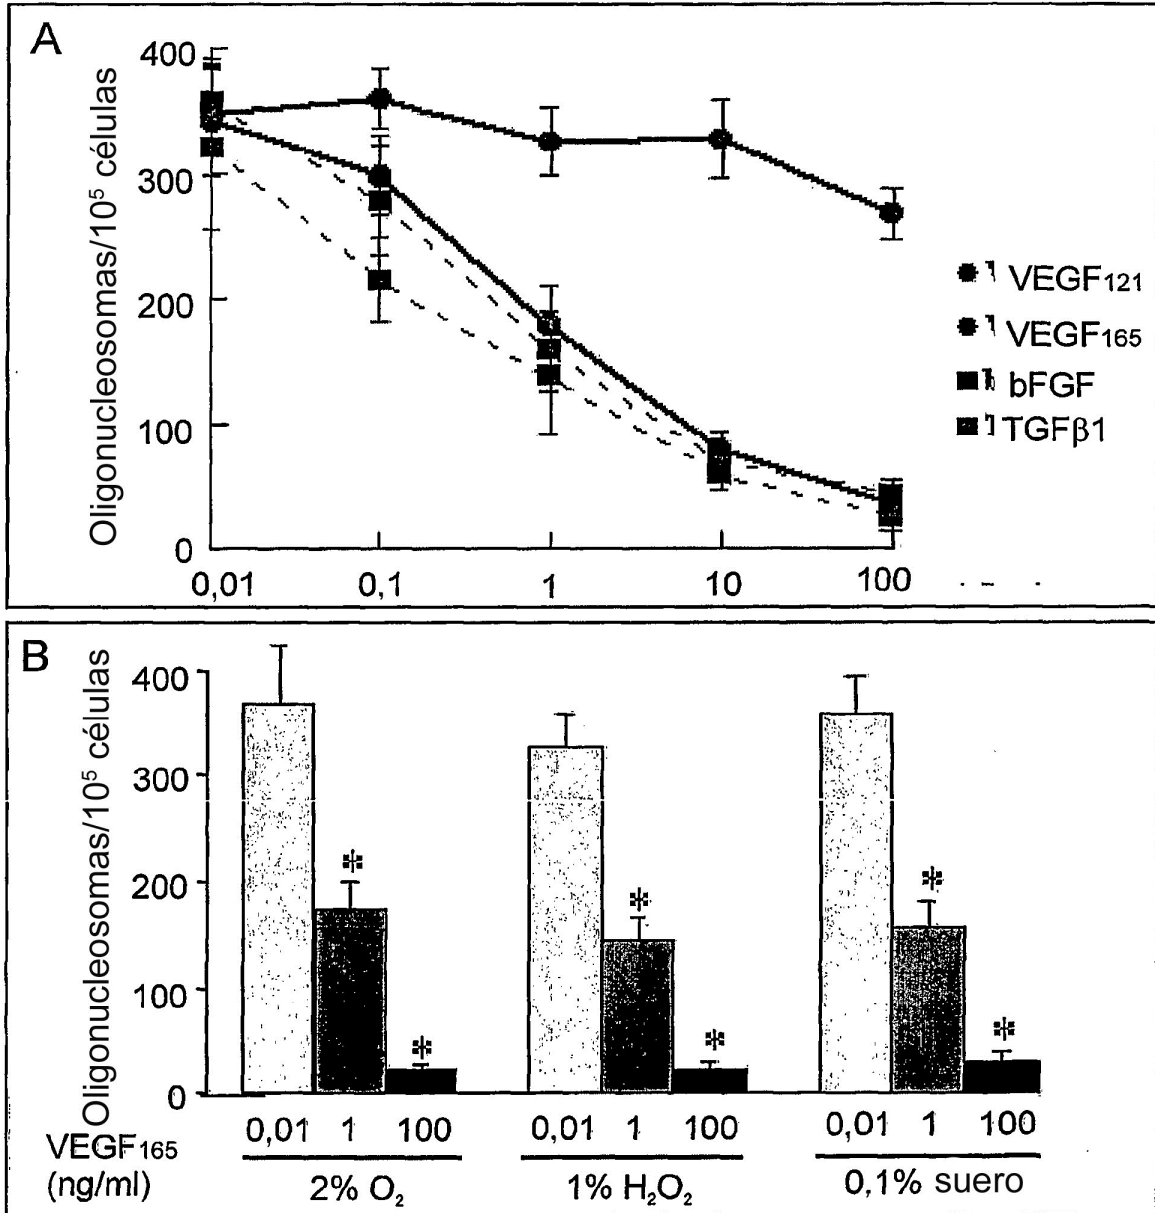 A
Oligonucleosomas/10⁵ células
400
300
200
100
0
0,01 0,1 1 10 100
VEGF121
VEGF165
bFGF
TGFβ1
B
Oligonucleosomas/10⁵ células
400
300
200
100
0
VEGF165
(ng/ml)
0,01 1 100 0,01 1 100 0,01 1 100
2% O₂ 1% H₂O₂ 0,1% suero
* * * * * *